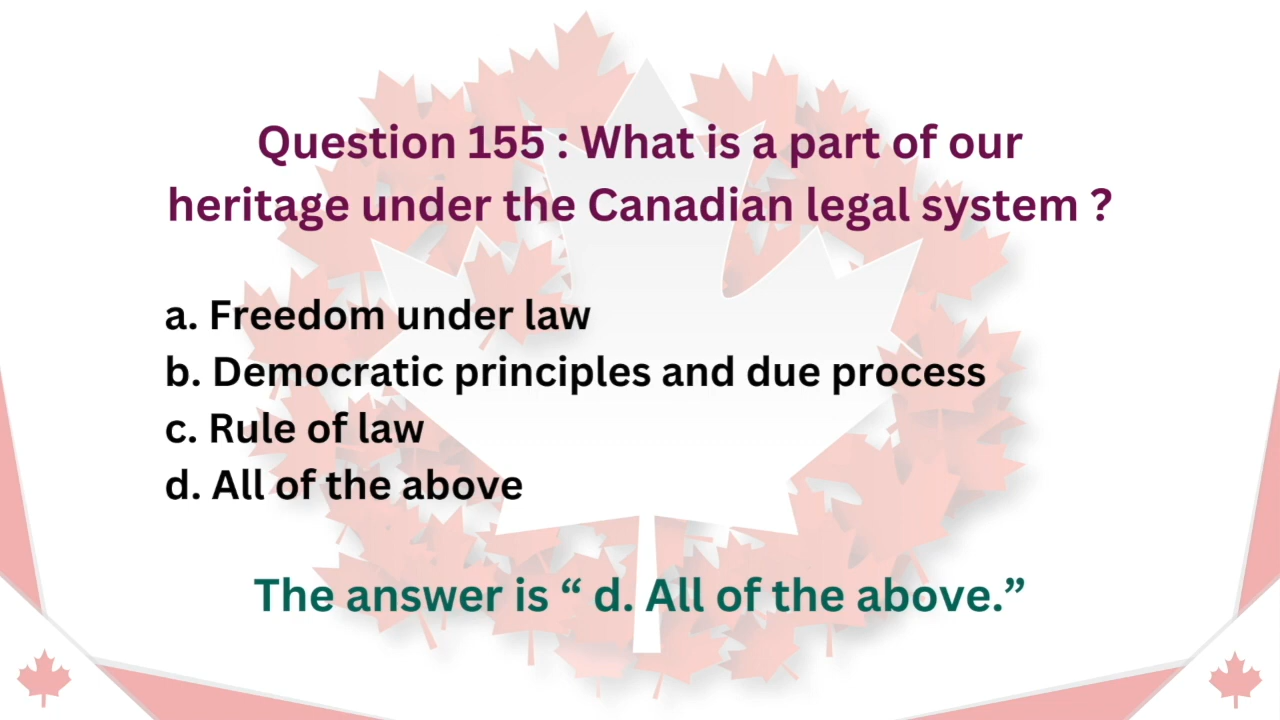 Question 155 : What is a part of our
heritage under the Canadian legal system ?
a. Freedom under law
b. Democratic principles and due process
c. Rule of law
d. All of the above
The answer is “ d. All of the above.”